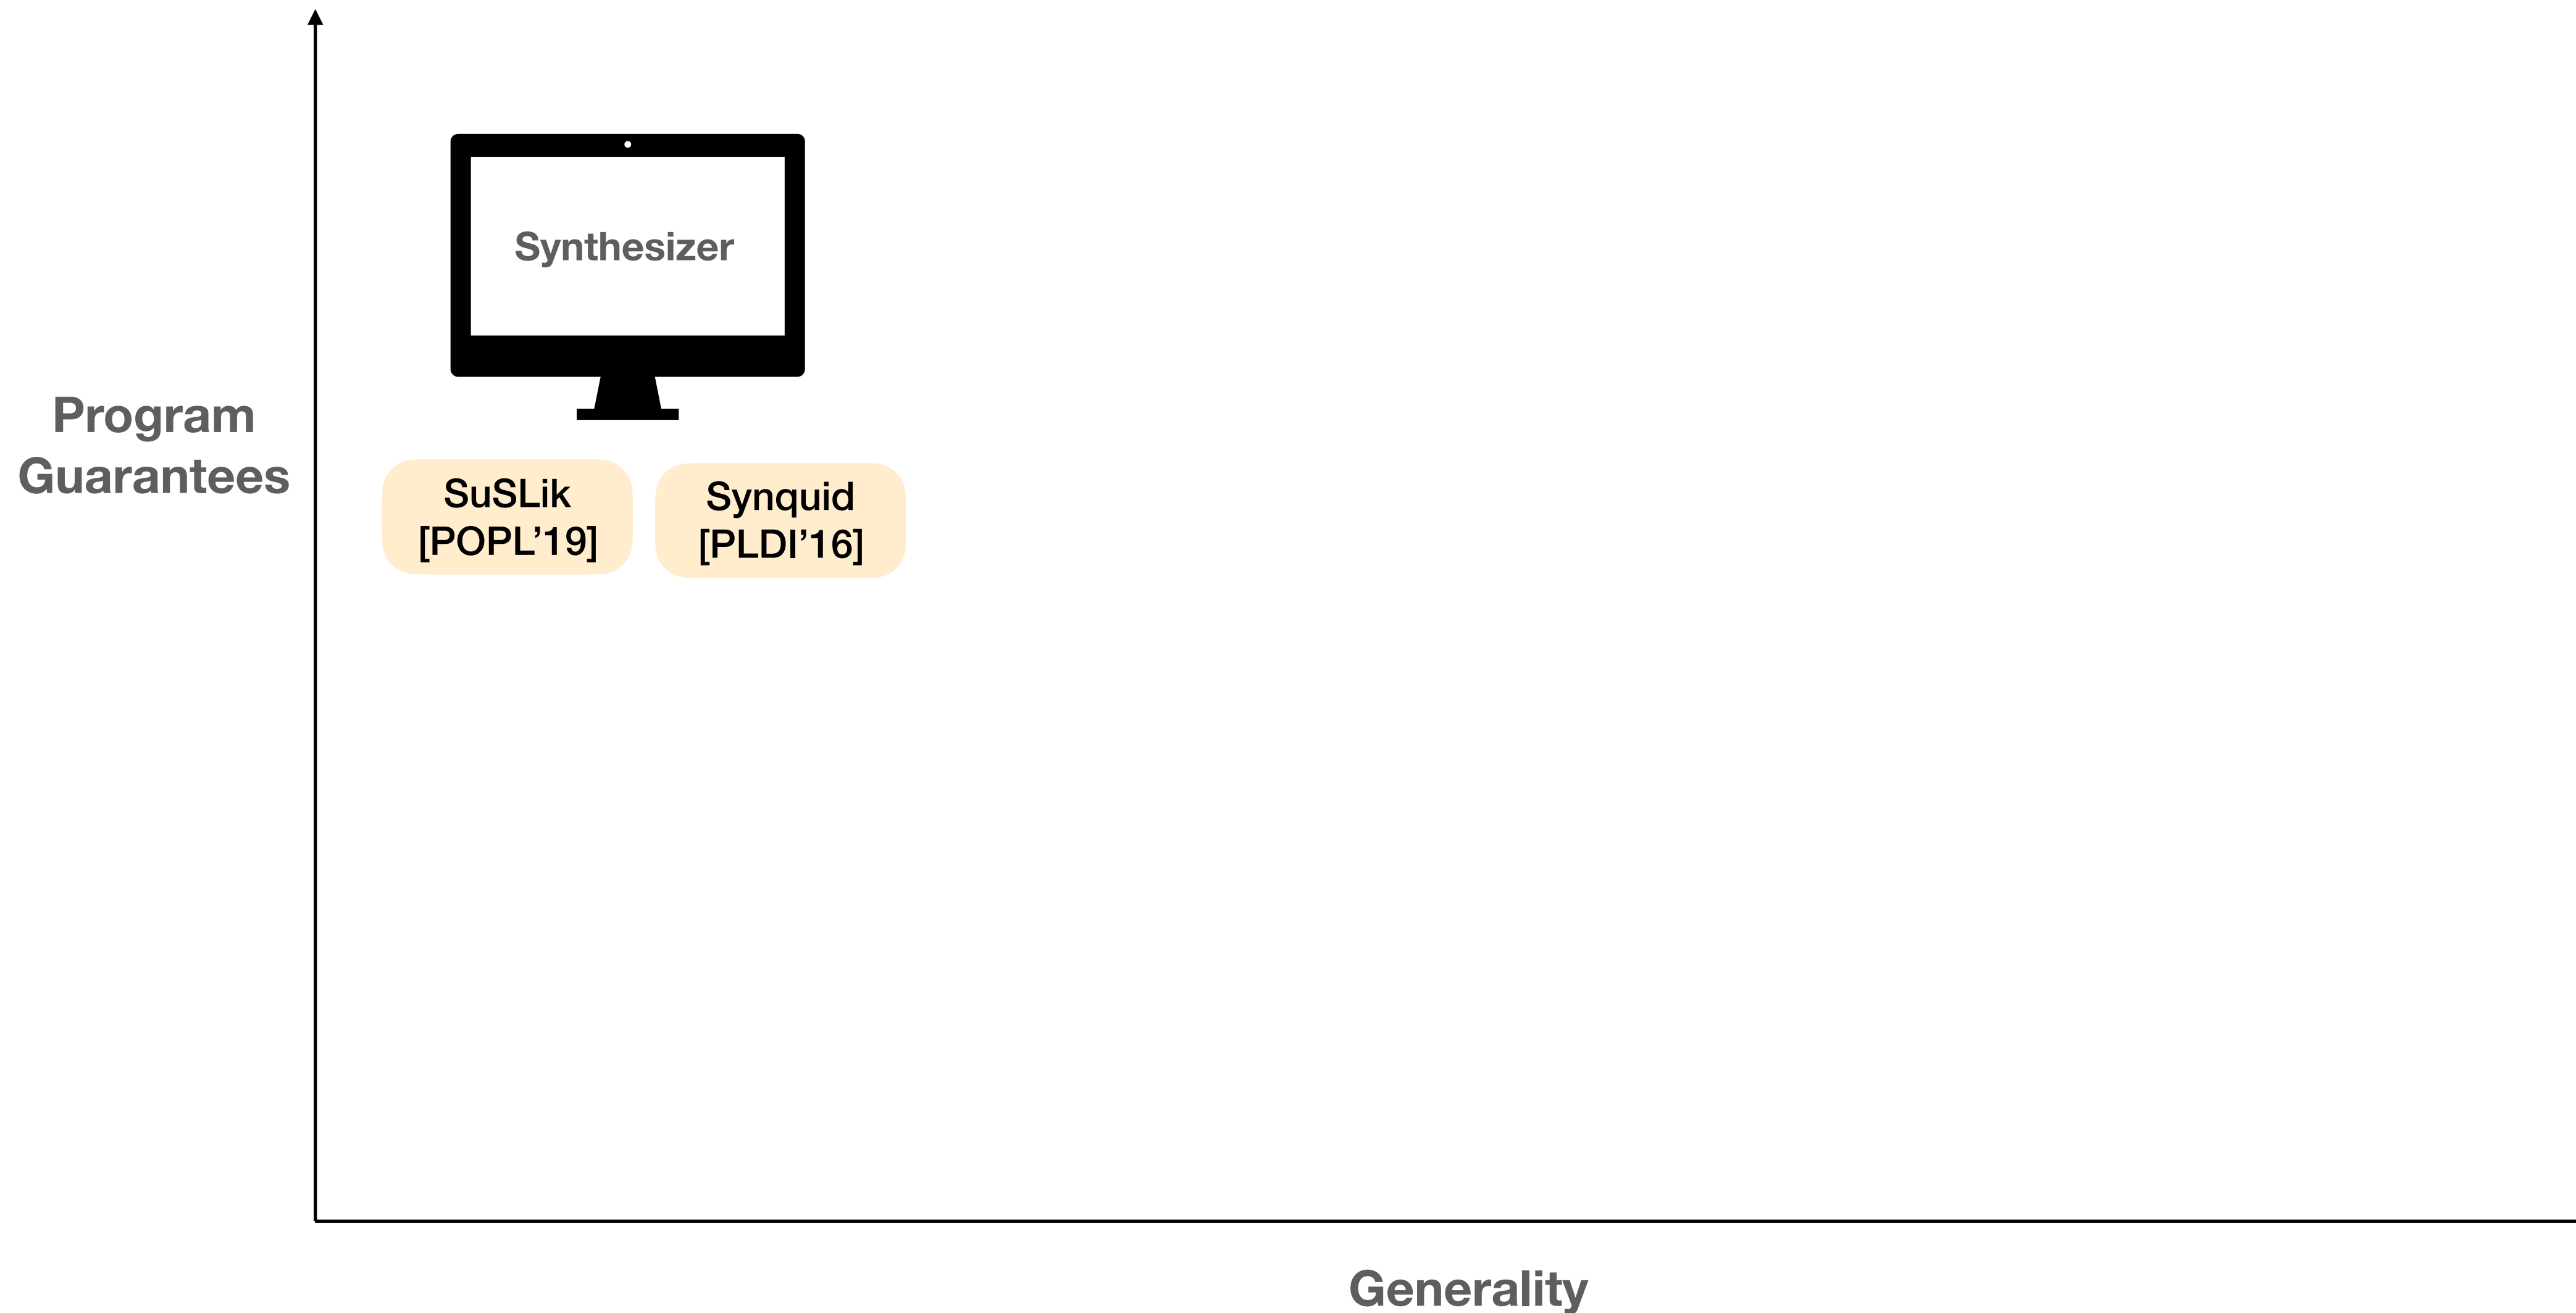 Synthesizer
Program
Guarantees
SuSLik
[POPL’19]
Synquid
[PLDI’16]
Generality